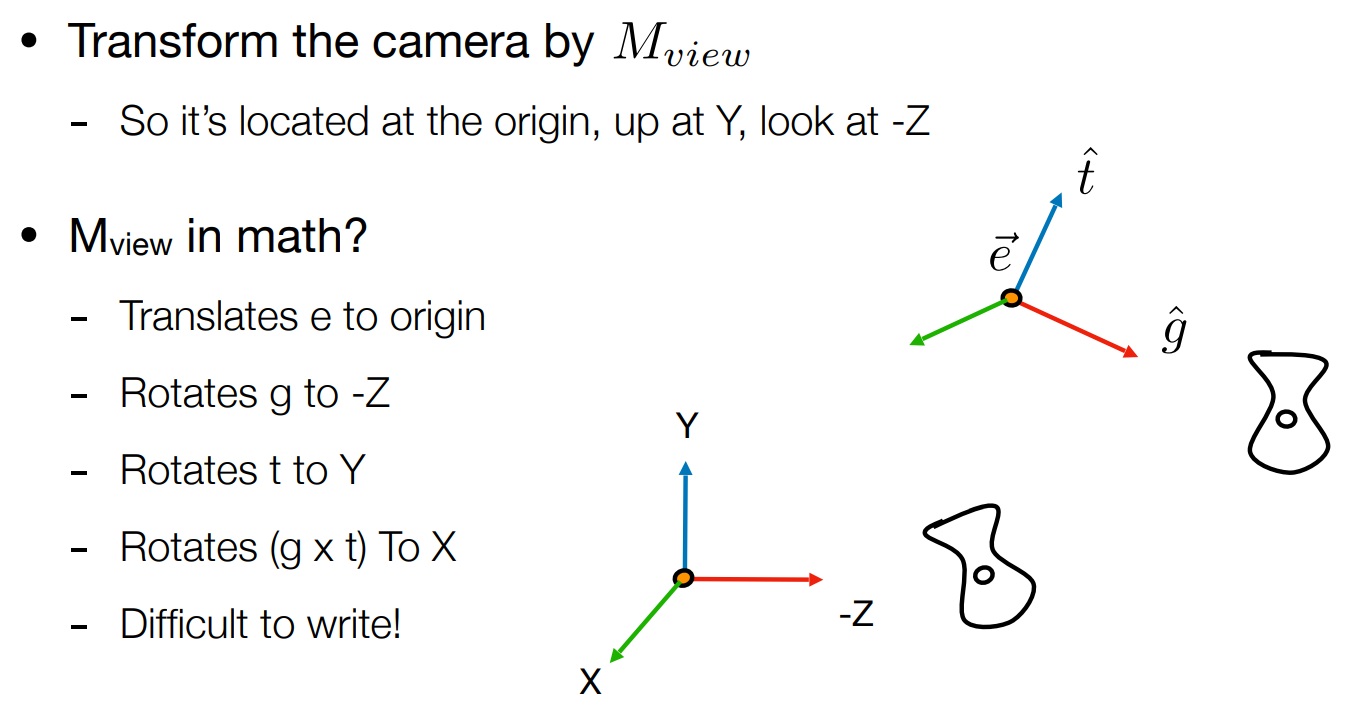 • Transform the camera by M_view
- So it’s located at the origin, up at Y, look at -Z
• Mview in math?
- Translates e to origin
- Rotates g to -Z
- Rotates t to Y
- Rotates (g x t) To X
- Difficult to write!
t̂
e⃗
ĝ
Y
-Z
X